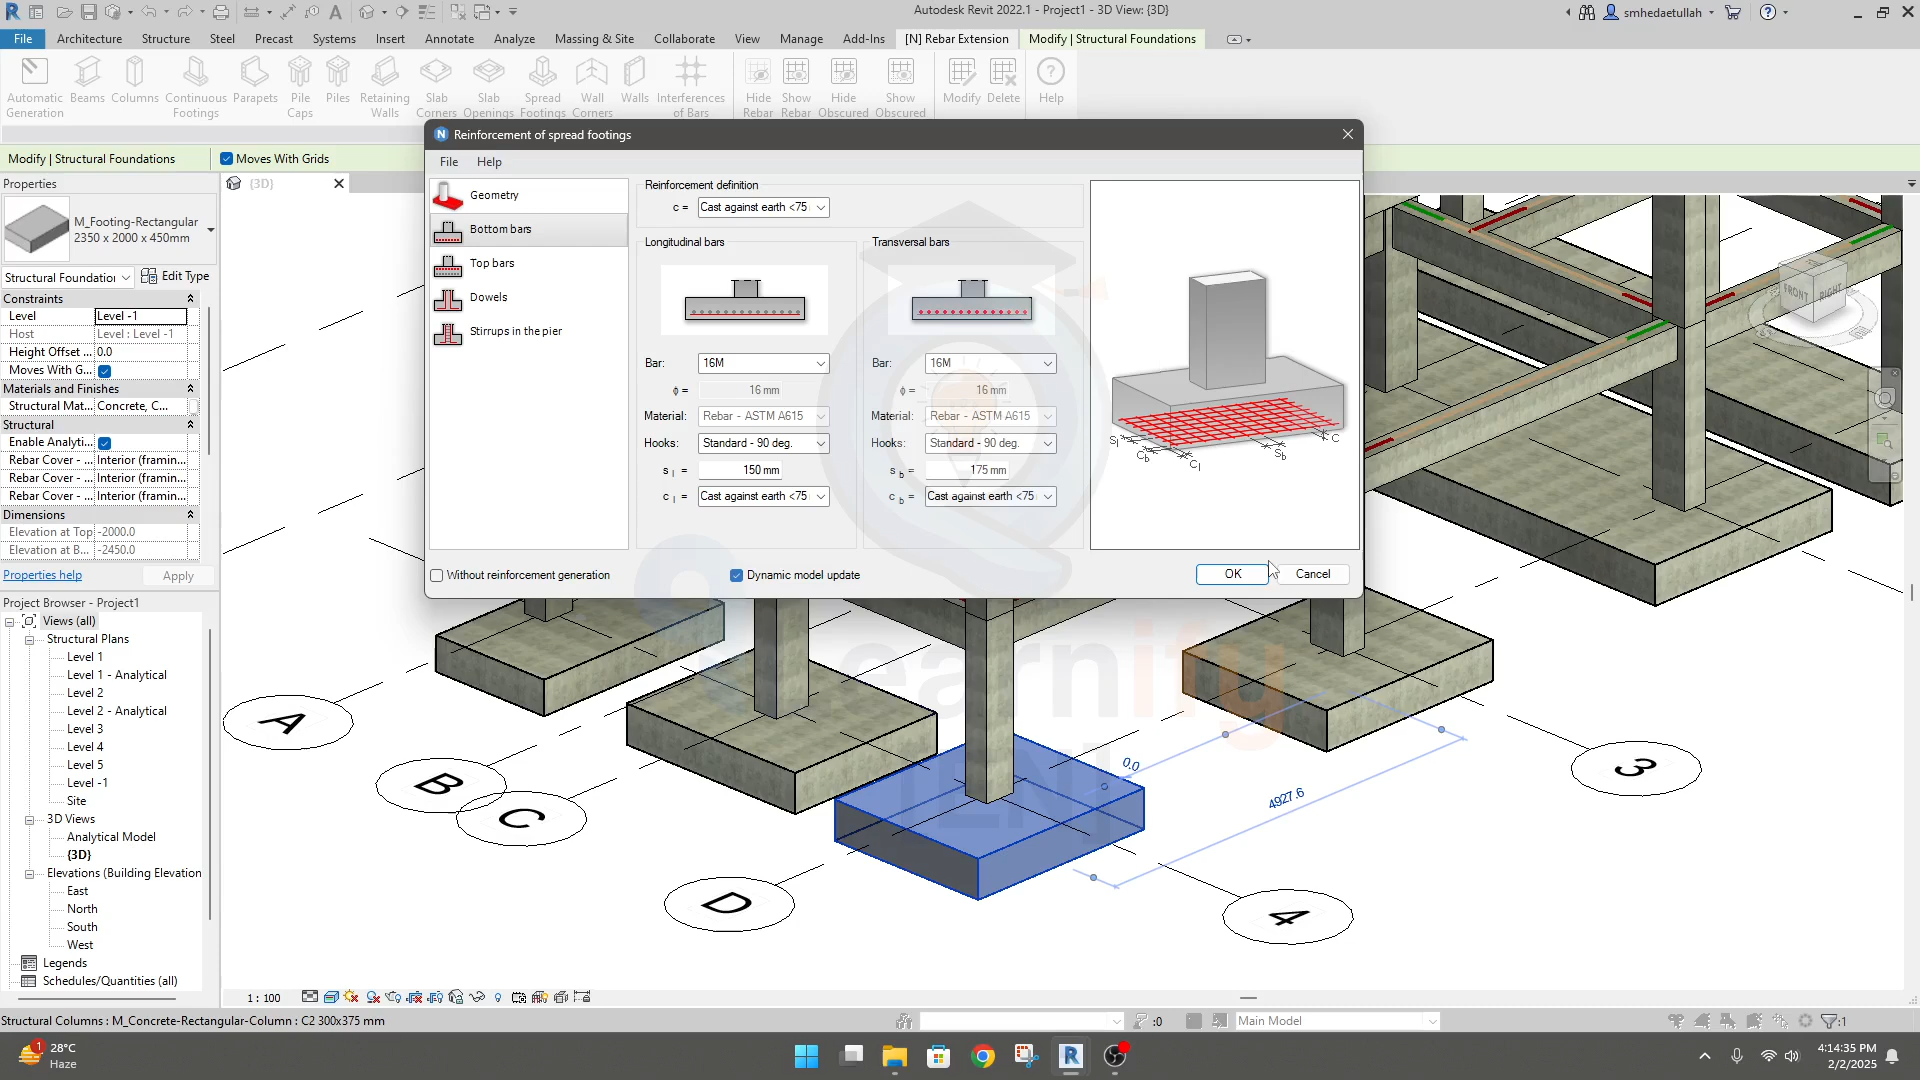 Autodesk Revit 2022.1 - Project1 - 3D View: {3D}
smhedaetullah
File
Architecture
Structure
Steel
Precast
Systems
Insert
Annotate
Analyze
Massing & Site
Collaborate
View
Manage
Add-Ins
[N] Rebar Extension
Modify | Structural Foundations
Automatic
Generation
Beams
Columns
Continuous
Footings
Parapets
Pile
Caps
Piles
Retaining
Walls
Slab
Corners
Slab
Openings
Spread
Footings
Wall
Corners
Walls
Interferences
of Bars
Hide
Rebar
Show
Rebar
Hide
Obscured
Show
Obscured
Modify
Delete
Help
Modify | Structural Foundations
Moves With Grids
Properties
M_Footing-Rectangular
2350 x 2000 x 450mm
Structural Foundation
Edit Type
Constraints
Level Level -1
Host Level : Level -1
Height Offset ... 0.0
Moves With G...
Materials and Finishes
Structural Mat... Concrete, C...
Structural
Enable Analyti...
Rebar Cover - ... Interior (framin...
Rebar Cover - ... Interior (framin...
Rebar Cover - ... Interior (framin...
Dimensions
Elevation at Top -2000.0
Elevation at B... -2450.0
Properties help
Apply
Project Browser - Project1
Views (all)
Structural Plans
Level 1
Level 1 - Analytical
Level 2
Level 2 - Analytical
Level 3
Level 4
Level 5
Level -1
Site
3D Views
Analytical Model
{3D}
Elevations (Building Elevation
East
North
South
West
Legends
Schedules/Quantities (all)
{3D}
N Reinforcement of spread footings
File Help
Geometry
Bottom bars
Top bars
Dowels
Stirrups in the pier
Reinforcement definition
c = Cast against earth <75
Longitudinal bars
Bar: 16M
ϕ = 16 mm
Material: Rebar - ASTM A615
Hooks: Standard - 90 deg.
s l = 150 mm
c l = Cast against earth <75
Transversal bars
Bar: 16M
ϕ = 16 mm
Material: Rebar - ASTM A615
Hooks: Standard - 90 deg.
s b = 175 mm
c b = Cast against earth <75
Sl
Cb
Cl
Sb
C
Without reinforcement generation
Dynamic model update
OK
Cancel
FRONT
RIGHT
earnify
[EN]
A
B
C
D
3
4
0.0
4927.6
1 : 100
Structural Columns : M_Concrete-Rectangular-Column : C2 300x375 mm
:0
Main Model
:1
1
28°C
Haze
4:14:35 PM
2/2/2025